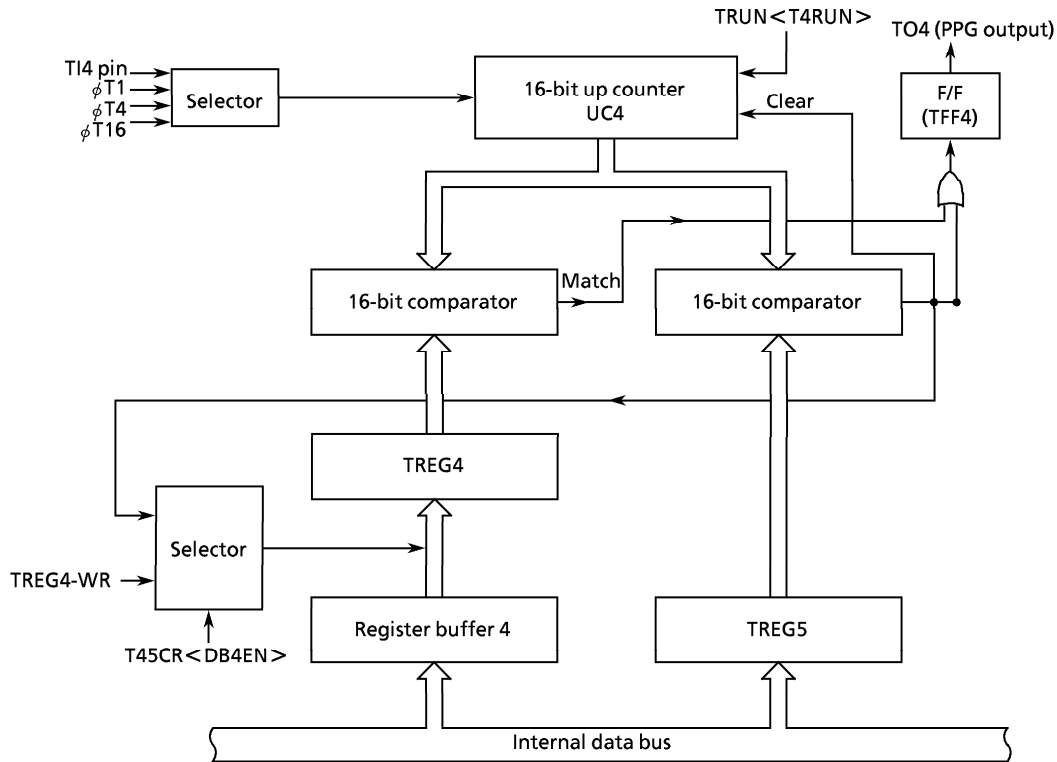 TRUN<T4RUN>
TO4 (PPG output)
TI4 pin
ϕT1
ϕT4
ϕT16
Selector
16-bit up counter
UC4
Clear
F/F
(TFF4)
16-bit comparator
Match
16-bit comparator
TREG4
Selector
TREG4-WR
T45CR<DB4EN>
Register buffer 4
TREG5
Internal data bus